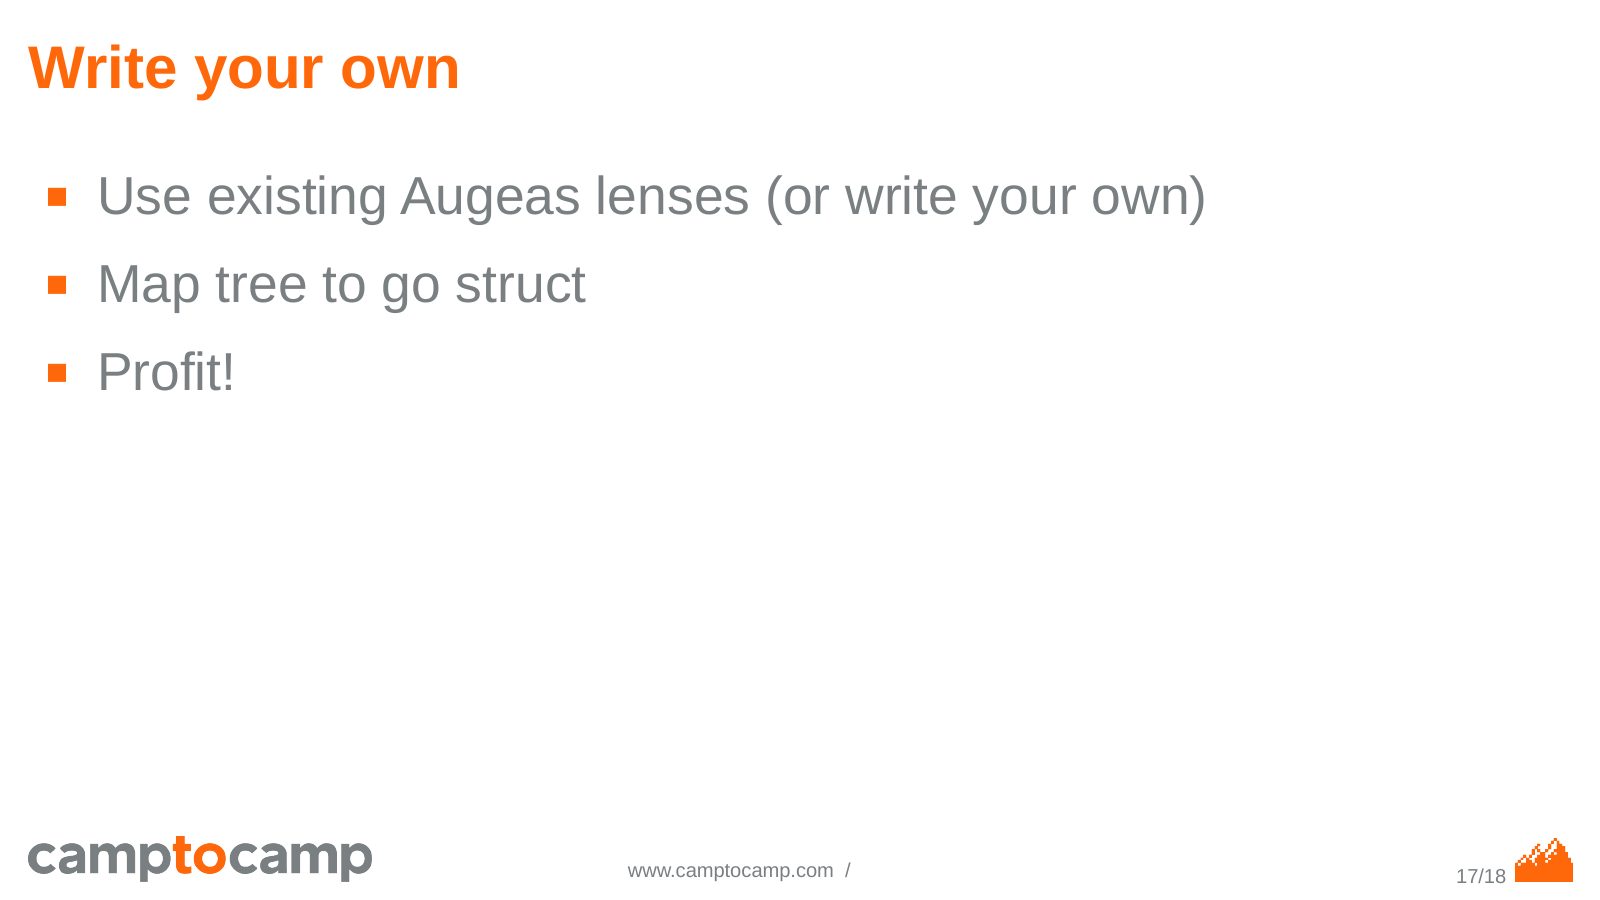 Write your own
Use existing Augeas lenses (or write your own)
Map tree to go struct
Profit!
camptocamp
www.camptocamp.com /
17/18